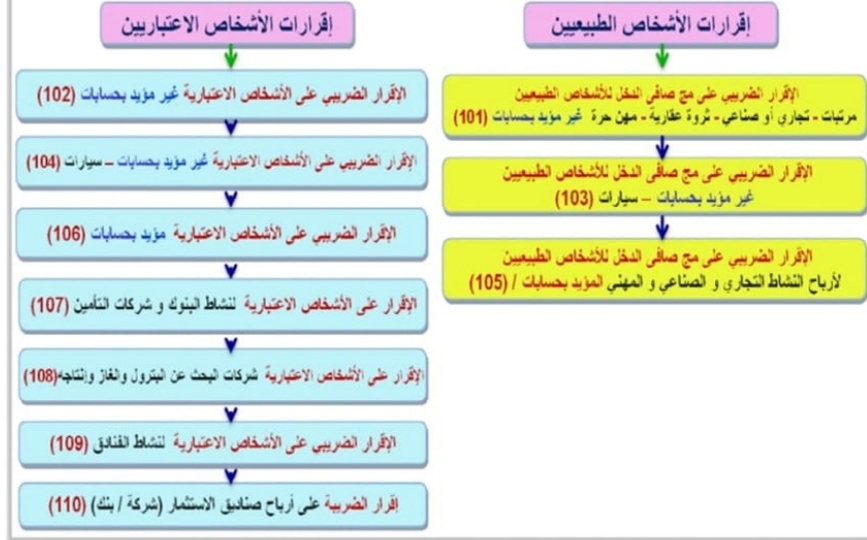 إقرارات الأشخاص الطبيعيين
الإقرار الضريبي على مج صافى الدخل للأشخاص الطبيعيين
مرتبات - تجاري أو صناعي - ثروة عقارية - مهن حرة غير مؤيد بحسابات (101)
الإقرار الضريبي على مج صافى الدخل للأشخاص الطبيعيين
غير مؤيد بحسابات – سيارات (103)
الإقرار الضريبي على مج صافى الدخل للأشخاص الطبيعيين
لأرباح النشاط التجاري و الصناعي و المهني المؤيد بحسابات / (105)
إقرارات الأشخاص الاعتباريين
الإقرار الضريبي على الأشخاص الاعتبارية غير مؤيد بحسابات (102)
الإقرار الضريبي على الأشخاص الاعتبارية غير مؤيد بحسابات – سيارات (104)
الإقرار الضريبي على الأشخاص الاعتبارية مؤيد بحسابات (106)
الإقرار على الأشخاص الاعتبارية لنشاط البنوك و شركات التأمين (107)
الإقرار على الأشخاص الاعتبارية شركات البحث عن البترول والغاز وإنتاجه(108)
الإقرار الضريبي على الأشخاص الاعتبارية لنشاط الفنادق (109)
إقرار الضريبة على أرباح صناديق الاستثمار (شركة / بنك) (110)